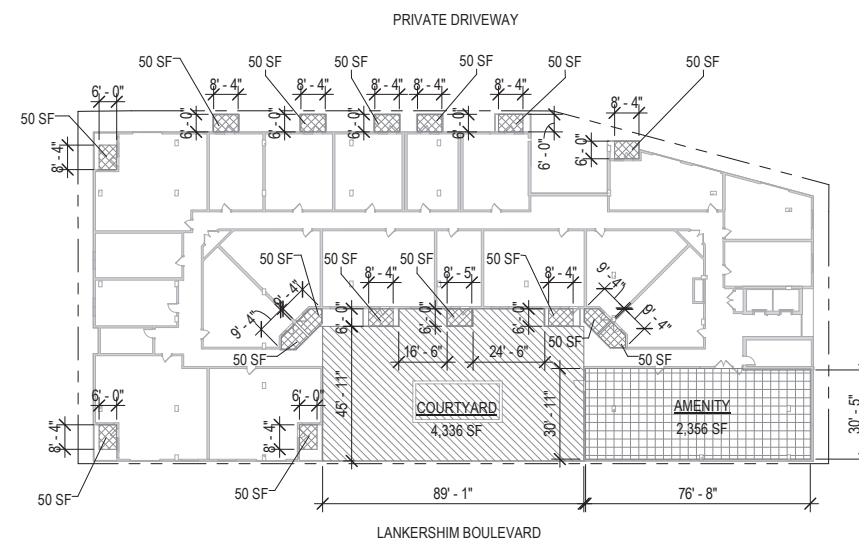 PRIVATE DRIVEWAY
50 SF
50 SF
50 SF
50 SF
50 SF
50 SF
6' - 0"
8' - 4"
8' - 4"
8' - 4"
8' - 4"
8' - 4"
8' - 4"
50 SF
6' - 0"
6' - 0"
6' - 0"
6' - 0"
6' - 0"
6' - 0"
6' - 0"
8' - 4"
50 SF
50 SF
50 SF
50 SF
8' - 4"
8' - 5"
8' - 4"
9' - 4"
9' - 4"
9' - 4"
9' - 4"
6' - 0"
6' - 0"
6' - 0"
50 SF
50 SF
50 SF
16' - 6"
24' - 6"
6' - 0"
6' - 0"
45' - 11"
30' - 11"
30' - 5"
COURTYARD
4,336 SF
AMENITY
2,356 SF
8' - 4"
8' - 4"
50 SF
50 SF
89' - 1"
76' - 8"
LANKERSHIM BOULEVARD